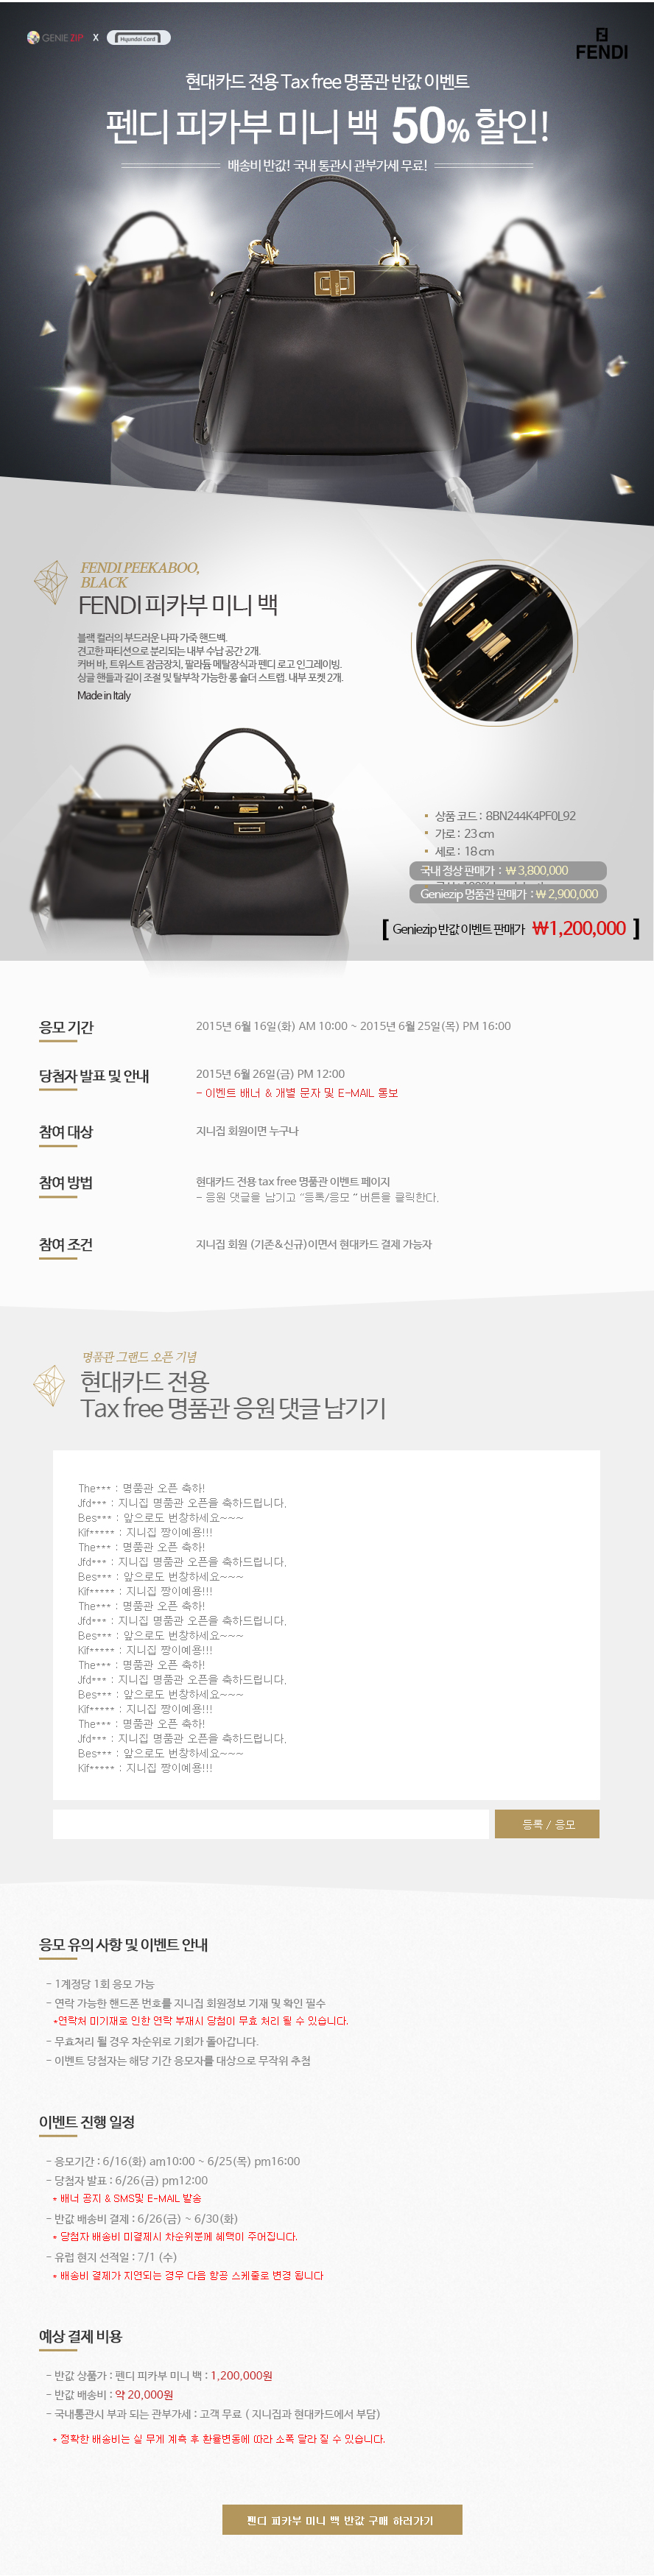 GENIE ZIP X Hyundai Card
FENDI
현대카드 전용 Tax free 명품관 반값 이벤트
펜디 피카부 미니 백 50% 할인!
배송비 반값! 국내 통관시 관부가세 무료!
FENDI PEEKABOO,
BLACK
FENDI 피카부 미니 백
블랙 컬러의 부드러운 나파 가죽 핸드백.
견고한 파티션으로 분리되는 내부 수납 공간 2개.
커버 바, 트위스트 잠금장치, 팔라듐 메탈장식과 펜디 로고 인그레이빙.
싱글 핸들과 길이 조절 및 탈부착 가능한 롱 숄더 스트랩. 내부 포켓 2개.
Made in Italy
상품 코드 : 8BN244K4PF0L92
가로 : 23 cm
세로 : 18 cm
국내 정상 판매가 : ₩ 3,800,000
Geniezip 명품관 판매가 : ₩ 2,900,000
[ Geniezip 반값 이벤트 판매가 ₩1,200,000 ]
응모 기간
2015년 6월 16일(화) AM 10:00 ~ 2015년 6월 25일(목) PM 16:00
당첨자 발표 및 안내
2015년 6월 26일(금) PM 12:00
- 이벤트 배너 & 개별 문자 및 E-MAIL 통보
참여 대상
지니집 회원이면 누구나
참여 방법
현대카드 전용 tax free 명품관 이벤트 페이지
- 응원 댓글을 남기고 "등록/응모 " 버튼을 클릭한다.
참여 조건
지니집 회원 (기존&신규)이면서 현대카드 결제 가능자
명품관 그랜드 오픈 기념
현대카드 전용
Tax free 명품관 응원 댓글 남기기
The*** : 명품관 오픈 축하!
Jfd*** : 지니집 명품관 오픈을 축하드립니다.
Bes*** : 앞으로도 번창하세요~~~
Kif***** : 지니집 짱이예용!!!
The*** : 명품관 오픈 축하!
Jfd*** : 지니집 명품관 오픈을 축하드립니다.
Bes*** : 앞으로도 번창하세요~~~
Kif***** : 지니집 짱이예용!!!
The*** : 명품관 오픈 축하!
Jfd*** : 지니집 명품관 오픈을 축하드립니다.
Bes*** : 앞으로도 번창하세요~~~
Kif***** : 지니집 짱이예용!!!
The*** : 명품관 오픈 축하!
Jfd*** : 지니집 명품관 오픈을 축하드립니다.
Bes*** : 앞으로도 번창하세요~~~
Kif***** : 지니집 짱이예용!!!
The*** : 명품관 오픈 축하!
Jfd*** : 지니집 명품관 오픈을 축하드립니다.
Bes*** : 앞으로도 번창하세요~~~
Kif***** : 지니집 짱이예용!!!
등록 / 응모
응모 유의 사항 및 이벤트 안내
- 1계정당 1회 응모 가능
- 연락 가능한 핸드폰 번호를 지니집 회원정보 기재 및 확인 필수
*연락처 미기재로 인한 연락 부재시 당첨이 무효 처리 될 수 있습니다.
- 무효처리 될 경우 차순위로 기회가 돌아갑니다.
- 이벤트 당첨자는 해당 기간 응모자를 대상으로 무작위 추첨
이벤트 진행 일정
- 응모기간 : 6/16(화) am10:00 ~ 6/25(목) pm16:00
- 당첨자 발표 : 6/26(금) pm12:00
* 배너 공지 & SMS및 E-MAIL 발송
- 반값 배송비 결제 : 6/26(금) ~ 6/30(화)
* 당첨자 배송비 미결제시 차순위분께 혜택이 주어집니다.
- 유럽 현지 선적일 : 7/1 (수)
* 배송비 결제가 지연되는 경우 다음 항공 스케줄로 변경 됩니다
예상 결제 비용
- 반값 상품가 : 펜디 피카부 미니 백 : 1,200,000원
- 반값 배송비 : 약 20,000원
- 국내통관시 부과 되는 관부가세 : 고객 무료 ( 지니집과 현대카드에서 부담)
* 정확한 배송비는 실 무게 계측 후 환율변동에 따라 소폭 달라 질 수 있습니다.
펜디 피카부 미니 백 반값 구매 하러가기